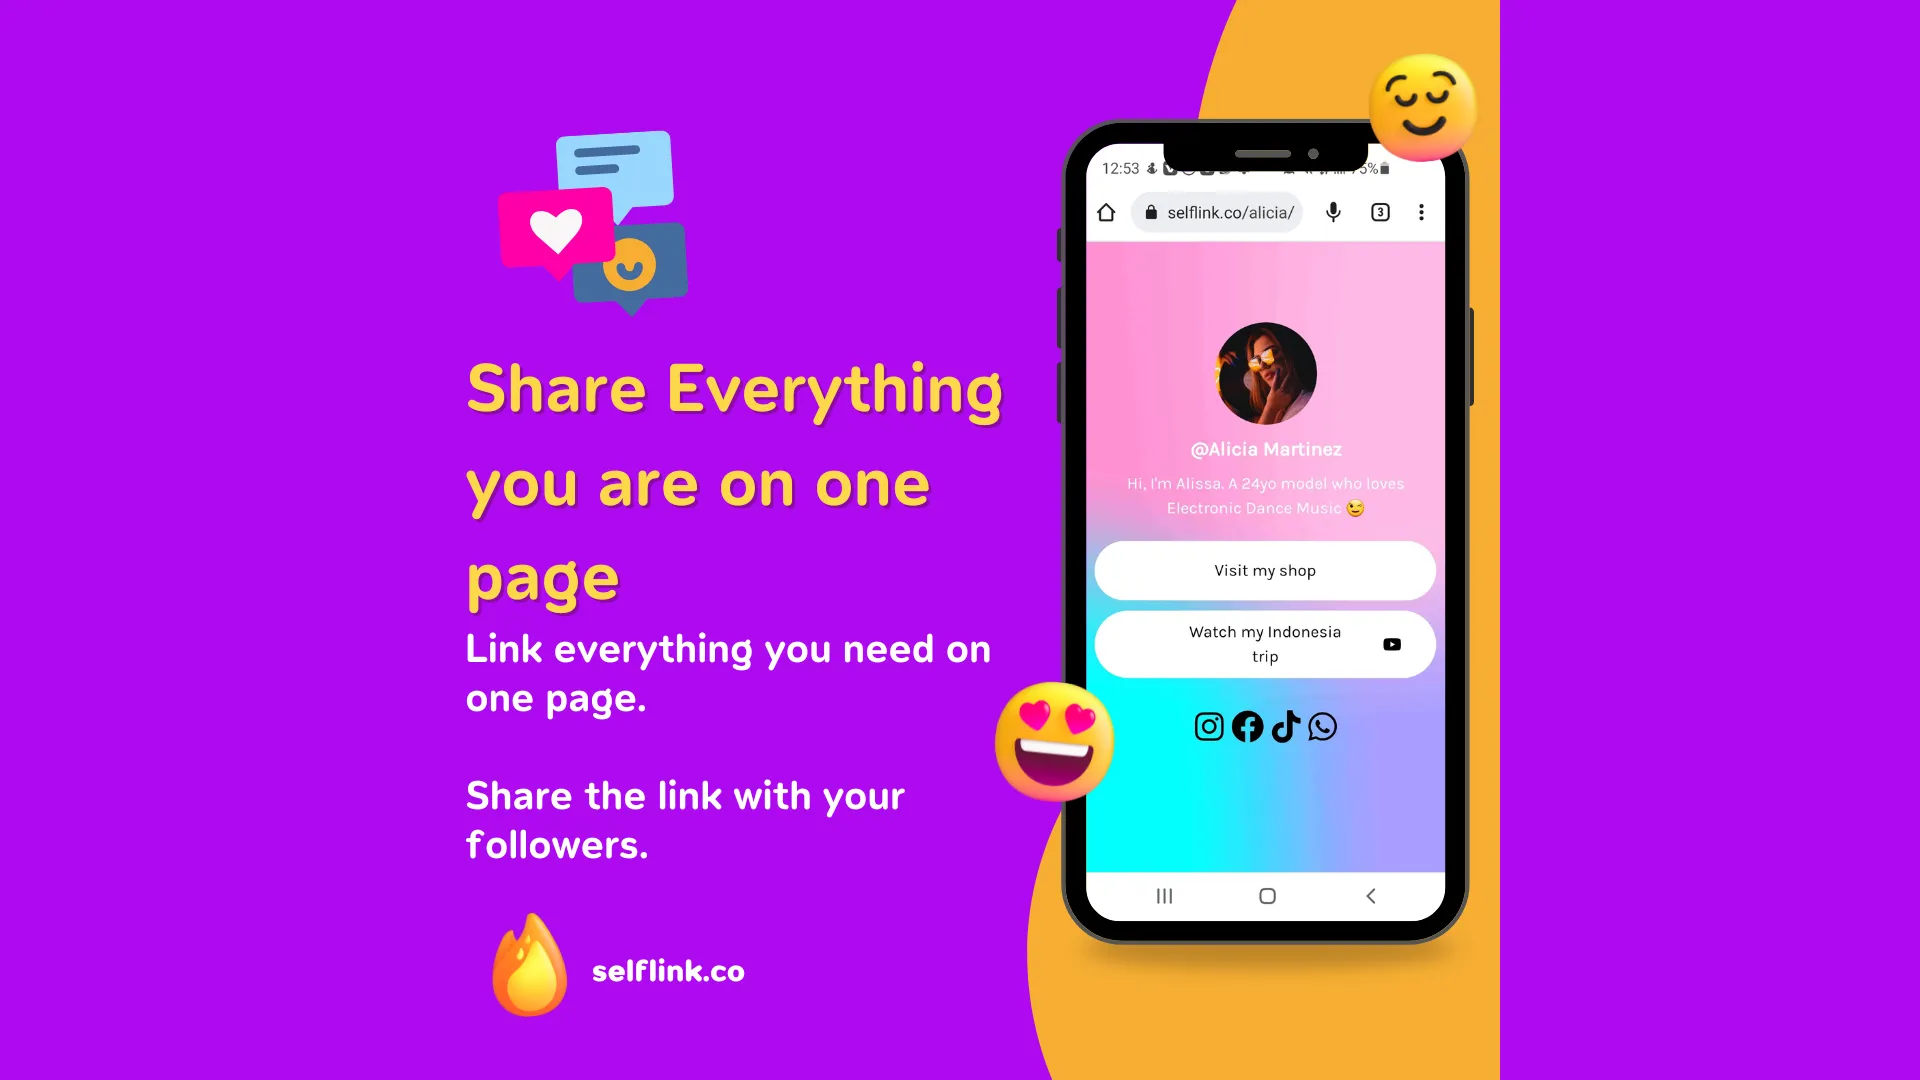 Share Everything
you are on one
page
Link everything you need on
one page.
Share the link with your
followers.
selflink.co
12:53
selflink.co/alicia/
3
@Alicia Martinez
Hi, I'm Alissa. A 24yo model who loves
Electronic Dance Music 😉
Visit my shop
Watch my Indonesia
trip